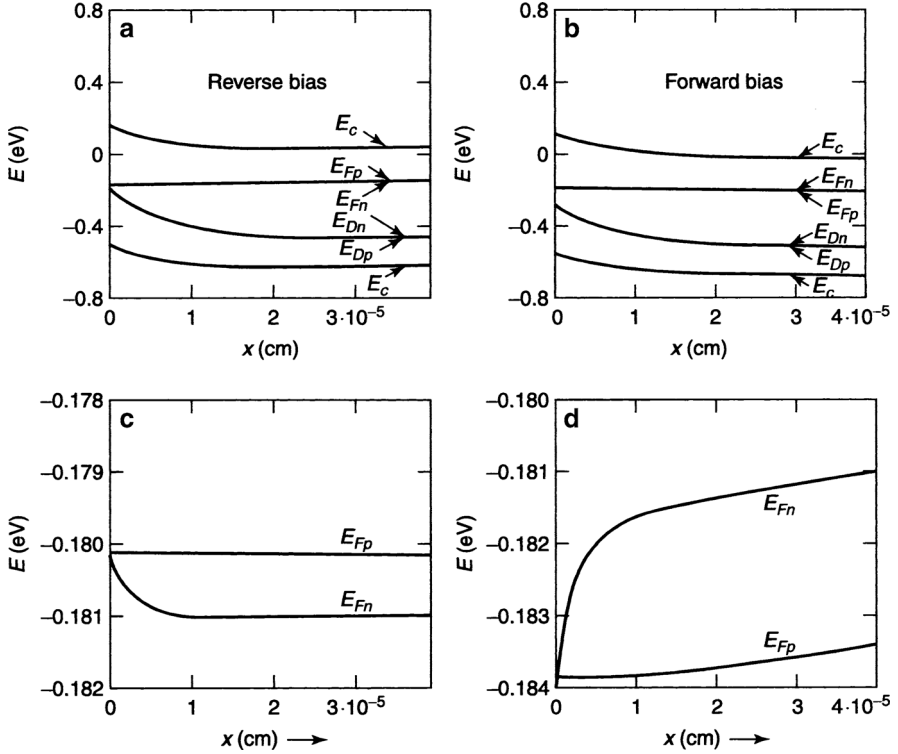 a
Reverse bias
E (eV)
0.8
0.4
0
−0.4
−0.8
E_c
E_Fp
E_Fn
E_Dn
E_Dp
E_c
0 1 2 3·10⁻⁵
x (cm)
b
Forward bias
E (eV)
0.8
0.4
0
−0.4
−0.8
E_c
E_Fn
E_Fp
E_Dn
E_Dp
E_c
0 1 2 3 4·10⁻⁵
x (cm)
c
E (eV)
−0.178
−0.179
−0.180
−0.181
−0.182
E_Fp
E_Fn
0 1 2 3·10⁻⁵
x (cm) →
d
E (eV)
−0.180
−0.181
−0.182
−0.183
−0.184
E_Fn
E_Fp
0 1 2 3 4·10⁻⁵
x (cm) →